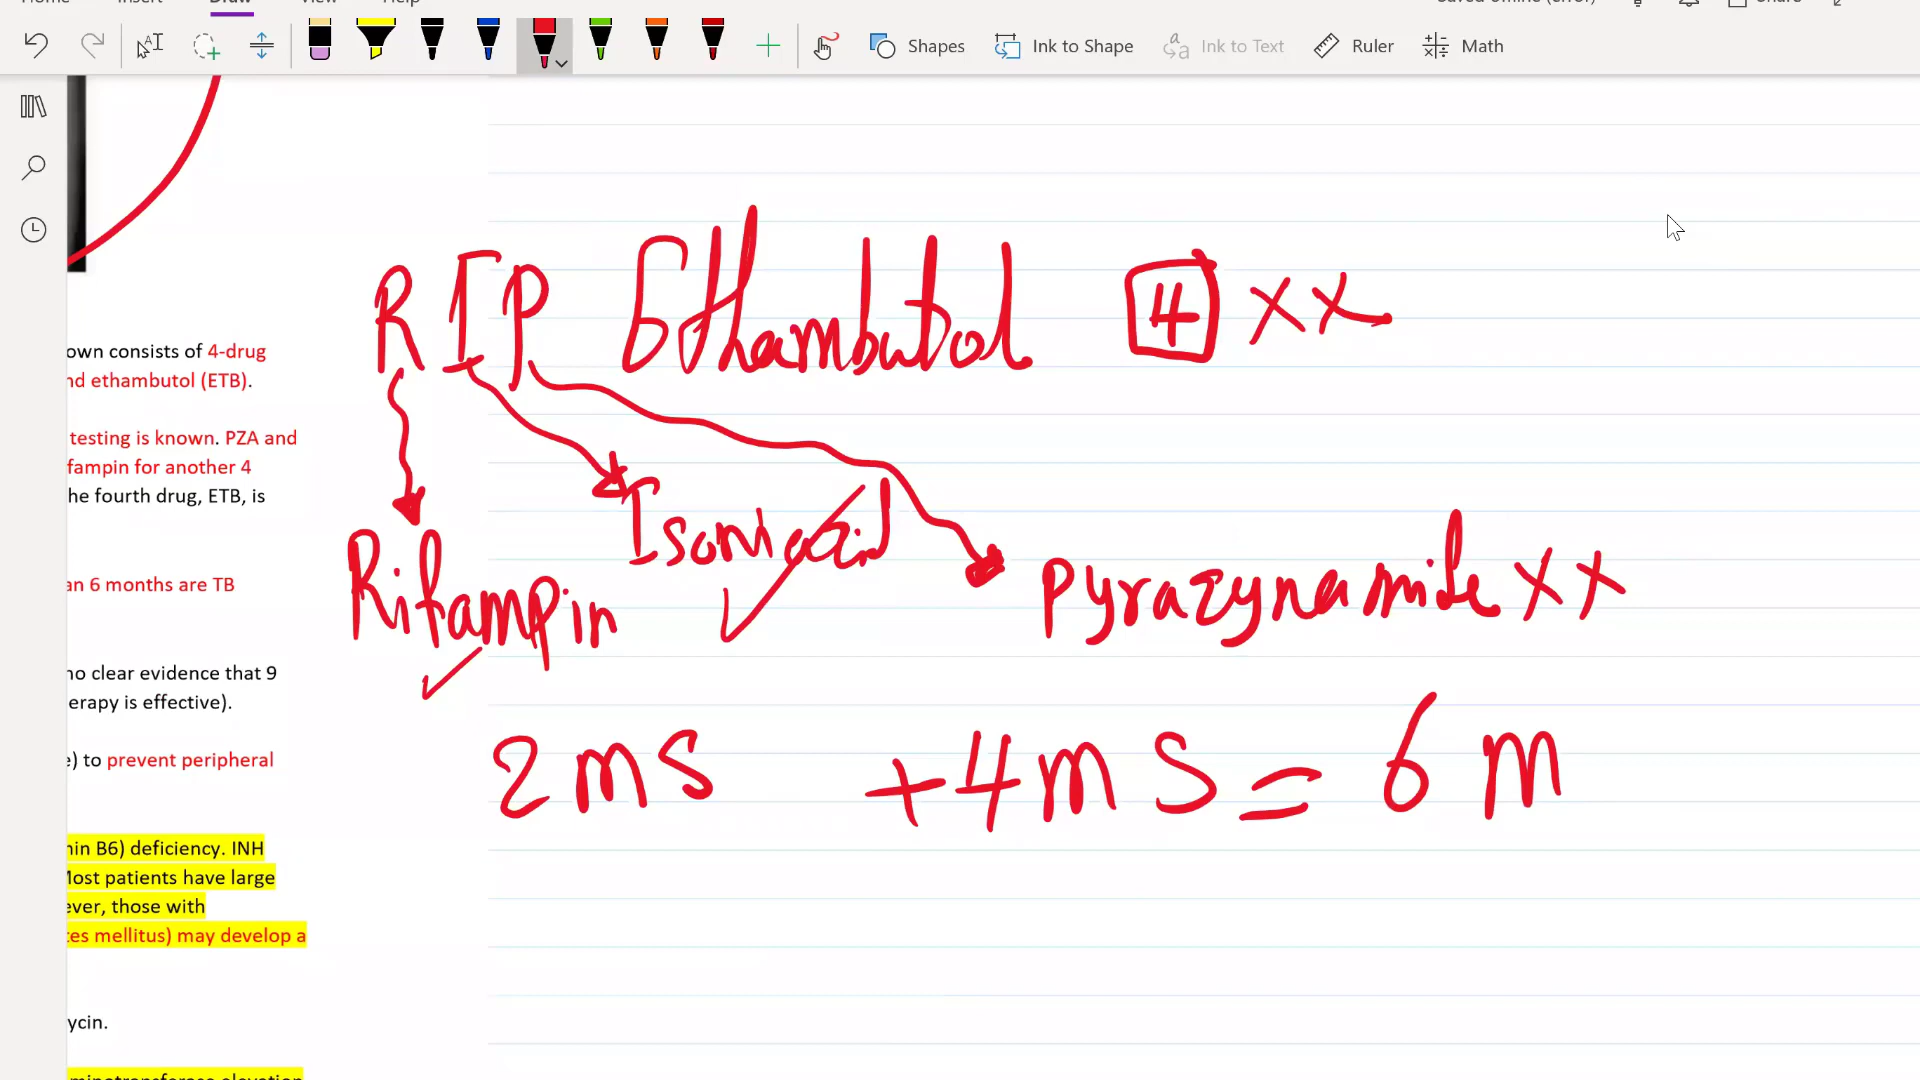 Draw
Shapes Ink to Shape Ink to Text Ruler Math
own consists of 4-drug
nd ethambutol (ETB).
testing is known. PZA and
fampin for another 4
he fourth drug, ETB, is
an 6 months are TB
no clear evidence that 9
erapy is effective).
e) to prevent peripheral
min B6) deficiency. INH
Most patients have large
ever, those with
tes mellitus) may develop a
ycin.
R I P Ethambutol 4 XX
Rifampin
Isoniazid
Pyrazynamide XX
2 ms +4 m s = 6 m